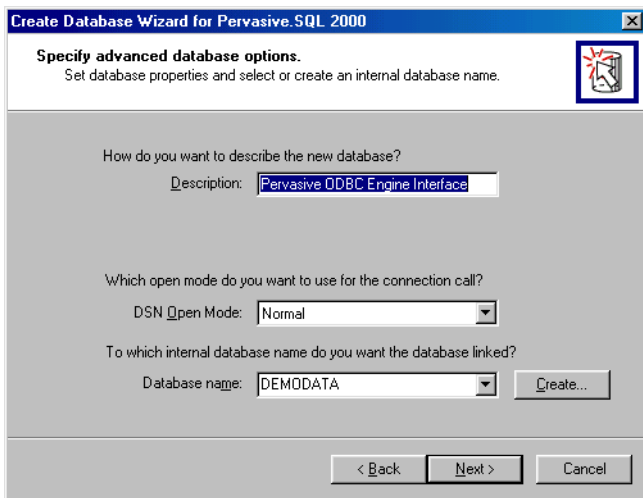 Create Database Wizard for Pervasive.SQL 2000
Specify advanced database options.
Set database properties and select or create an internal database name.
How do you want to describe the new database?
Description: Pervasive ODBC Engine Interface
Which open mode do you want to use for the connection call?
DSN Open Mode: Normal
To which internal database name do you want the database linked?
Database name: DEMODATA Create...
< Back Next > Cancel